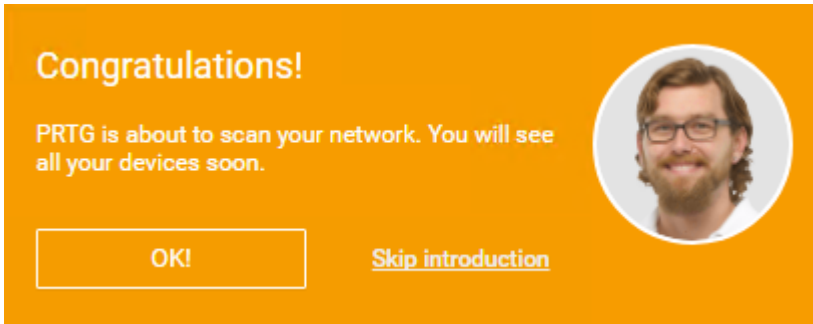 Congratulations!
PRTG is about to scan your network. You will see
all your devices soon.
OK!
Skip introduction